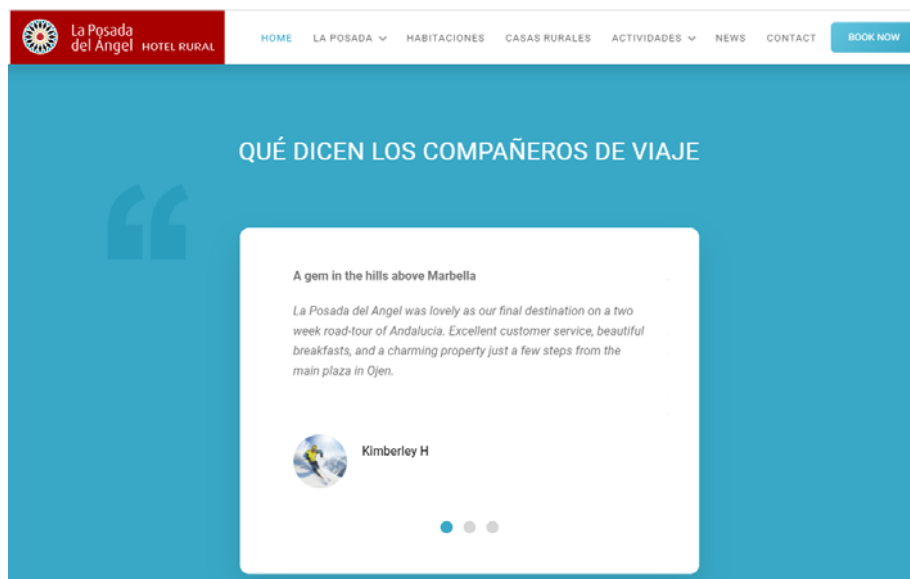 La Posada
del Ángel HOTEL RURAL
HOME LA POSADA HABITACIONES CASAS RURALES ACTIVIDADES NEWS CONTACT BOOK NOW
QUÉ DICEN LOS COMPAÑEROS DE VIAJE
A gem in the hills above Marbella
La Posada del Angel was lovely as our final destination on a two
week road-tour of Andalucia. Excellent customer service, beautiful
breakfasts, and a charming property just a few steps from the
main plaza in Ojen.
Kimberley H